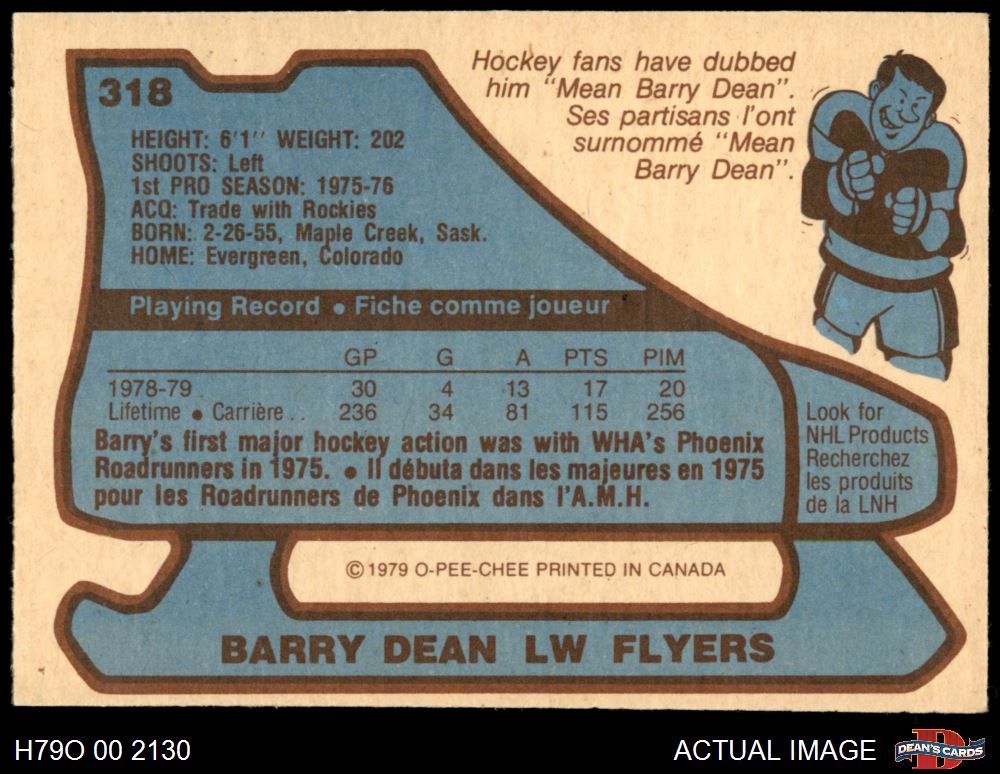 318
HEIGHT: 6'1'' WEIGHT: 202
SHOOTS: Left
1st PRO SEASON: 1975-76
ACQ: Trade with Rockies
BORN: 2-26-55, Maple Creek, Sask.
HOME: Evergreen, Colorado
Hockey fans have dubbed
him "Mean Barry Dean".
Ses partisans l'ont
surnommé "Mean
Barry Dean".
Playing Record • Fiche comme joueur
GP G A PTS PIM
1978-79 30 4 13 17 20
Lifetime • Carrière . . 236 34 81 115 256
Barry's first major hockey action was with WHA's Phoenix
Roadrunners in 1975. • Il débuta dans les majeures en 1975
pour les Roadrunners de Phoenix dans l'A.M.H.
Look for
NHL Products
Recherchez
les produits
de la LNH
©1979 O-PEE-CHEE PRINTED IN CANADA
BARRY DEAN LW FLYERS
H79O 00 2130
ACTUAL IMAGE
D
DEAN'S CARDS